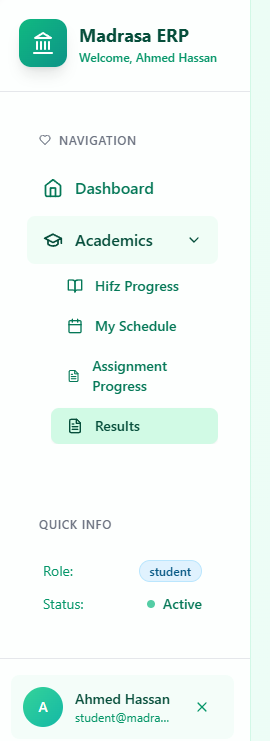 Madrasa ERP
Welcome, Ahmed Hassan
NAVIGATION
Dashboard
Academics
Hifz Progress
My Schedule
Assignment
Progress
Results
QUICK INFO
Role: student
Status: Active
A
Ahmed Hassan
student@madra...